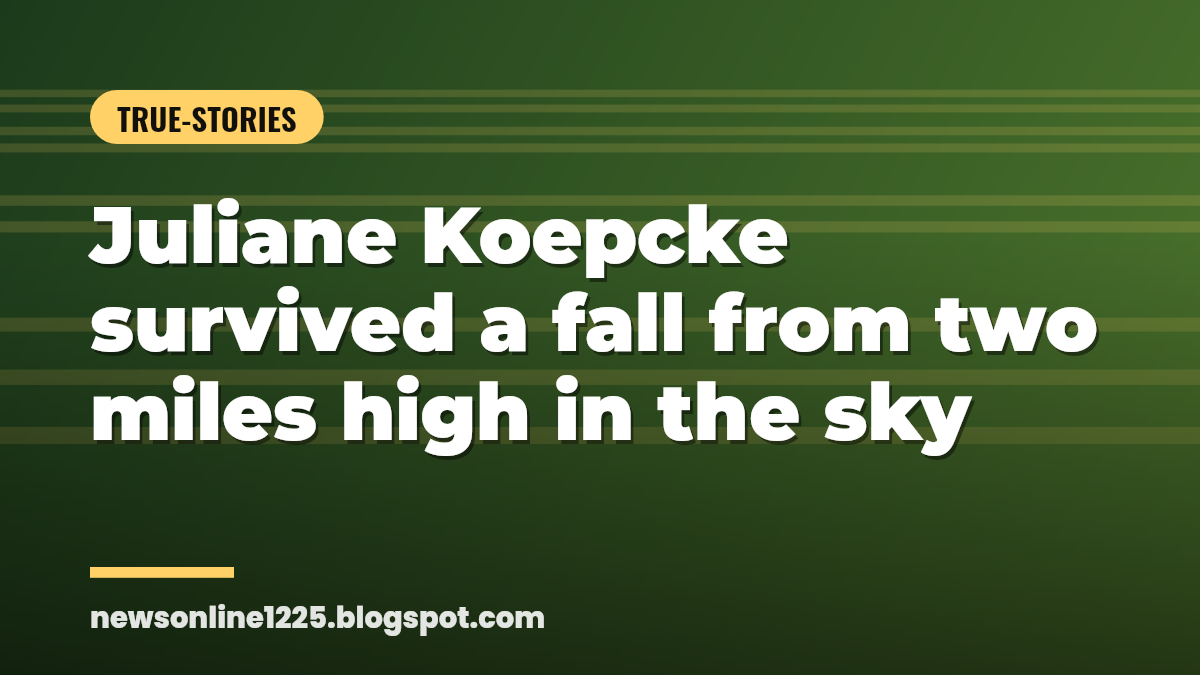 TRUE-STORIES
Juliane Koepcke
survived a fall from two
miles high in the sky
newsonline1225.blogspot.com